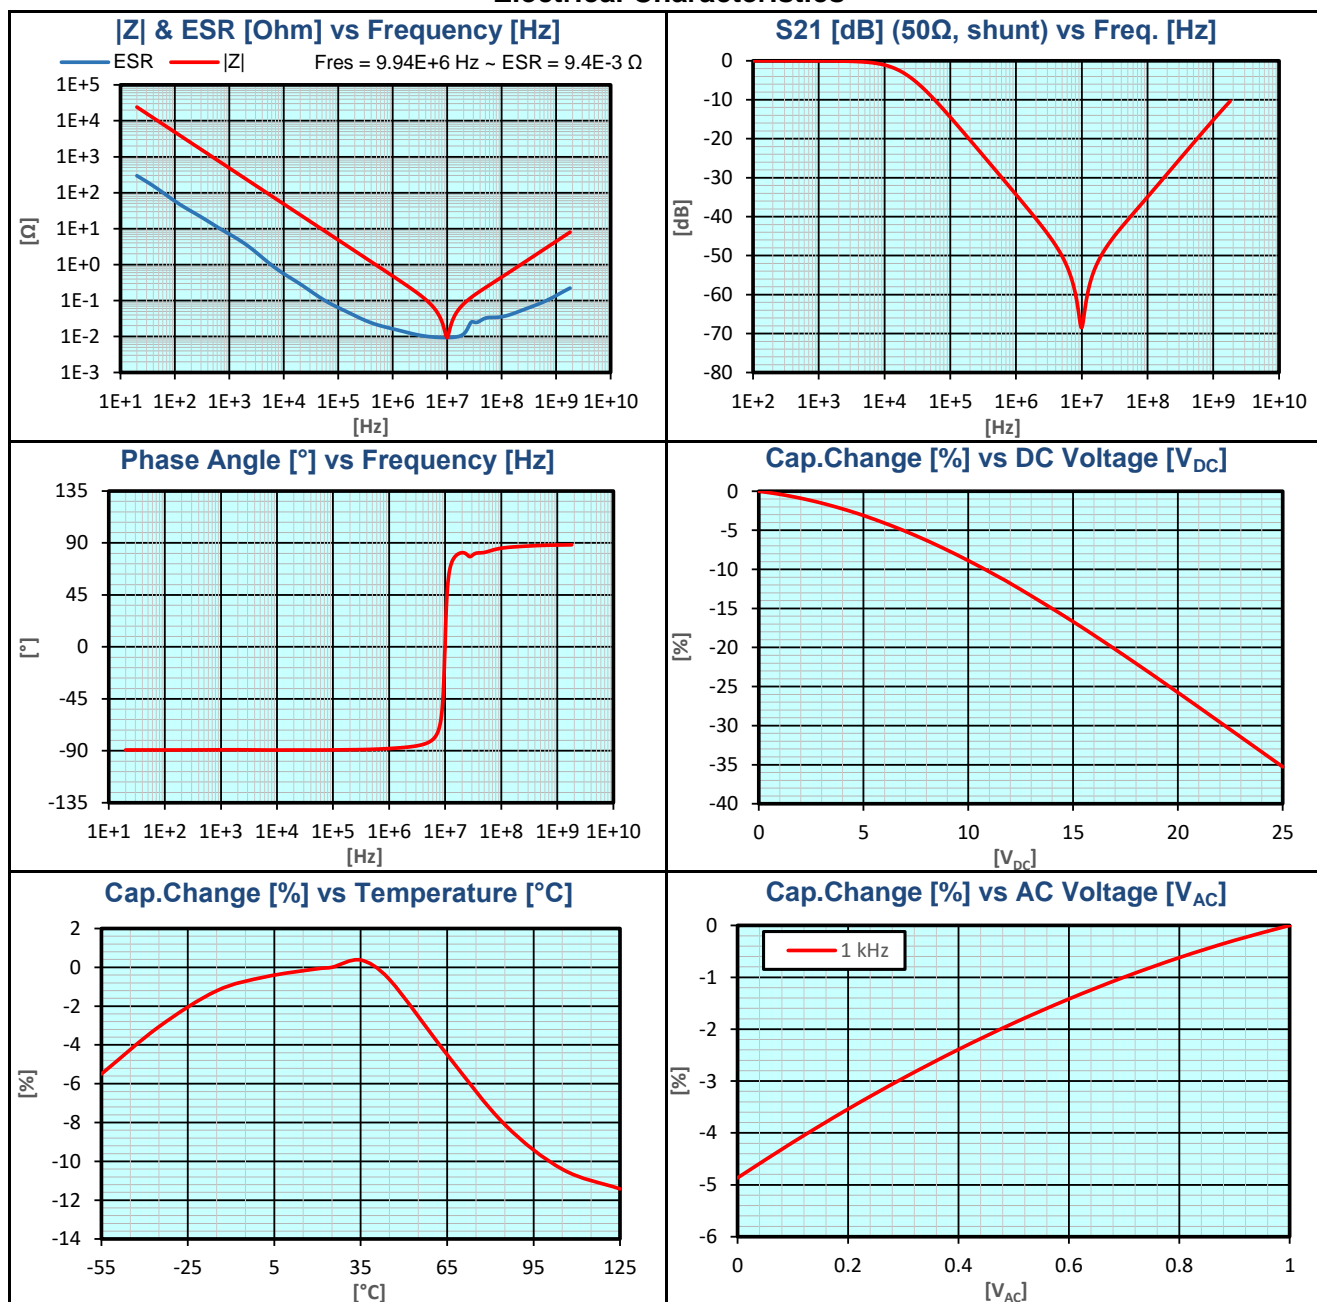 |Z| & ESR [Ohm] vs Frequency [Hz]
ESR |Z| Fres = 9.94E+6 Hz ~ ESR = 9.4E-3 Ω
1E+5
1E+4
1E+3
1E+2
1E+1
1E+0
1E-1
1E-2
1E-3
[Ω]
1E+1 1E+2 1E+3 1E+4 1E+5 1E+6 1E+7 1E+8 1E+9 1E+10
[Hz]
S21 [dB] (50Ω, shunt) vs Freq. [Hz]
0
-10
-20
-30
-40
-50
-60
-70
-80
[dB]
1E+2 1E+3 1E+4 1E+5 1E+6 1E+7 1E+8 1E+9 1E+10
[Hz]
Phase Angle [°] vs Frequency [Hz]
135
90
45
0
-45
-90
-135
[°]
1E+1 1E+2 1E+3 1E+4 1E+5 1E+6 1E+7 1E+8 1E+9 1E+10
[Hz]
Cap.Change [%] vs DC Voltage [VDC]
0
-5
-10
-15
-20
-25
-30
-35
-40
[%]
0 5 10 15 20 25
[VDC]
Cap.Change [%] vs Temperature [°C]
2
0
-2
-4
-6
-8
-10
-12
-14
[%]
-55 -25 5 35 65 95 125
[°C]
Cap.Change [%] vs AC Voltage [VAC]
1 kHz
0
-1
-2
-3
-4
-5
-6
[%]
0 0.2 0.4 0.6 0.8 1
[VAC]